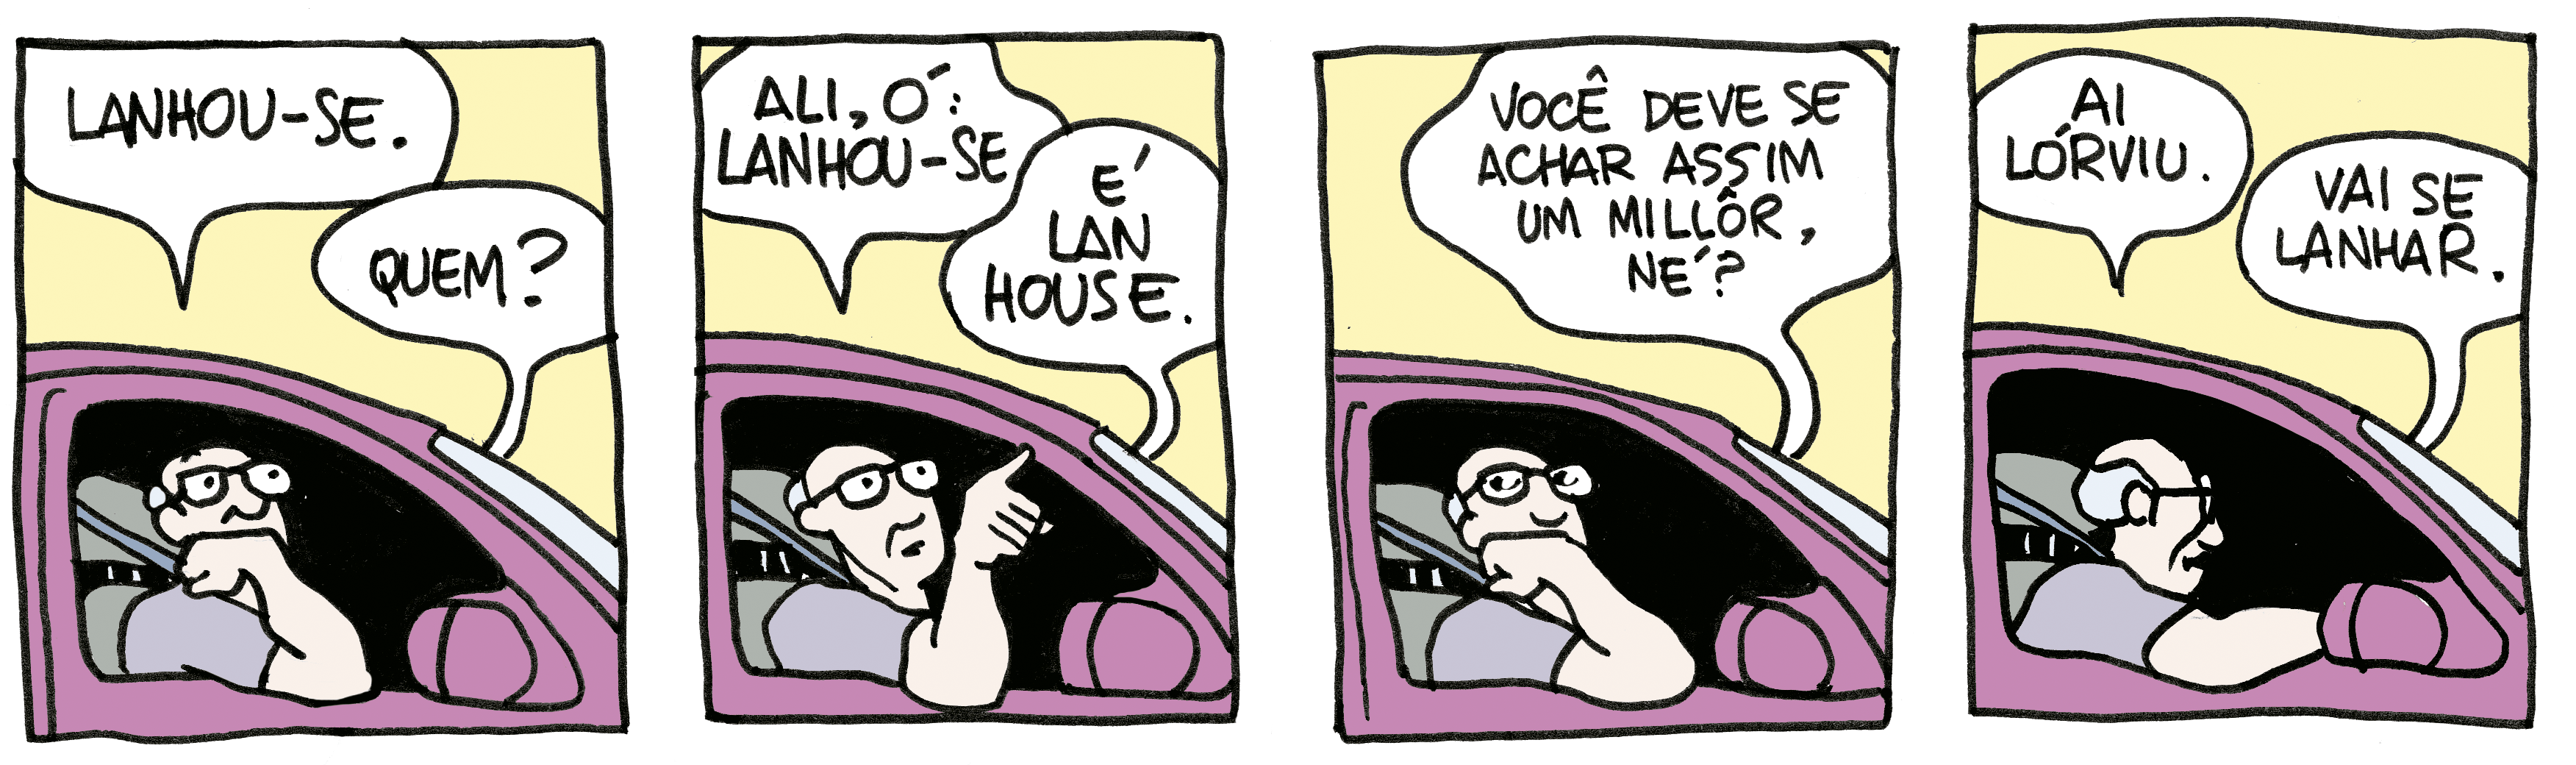 LANHOU-SE.
QUEM?
ALI, Ó:
LANHOU-SE
É
LAN
HOUSE.
VOCÊ DEVE SE
ACHAR ASSIM
UM MILLÔR,
NÉ?
AI
LÓRVIU.
VAI SE
LANHAR.